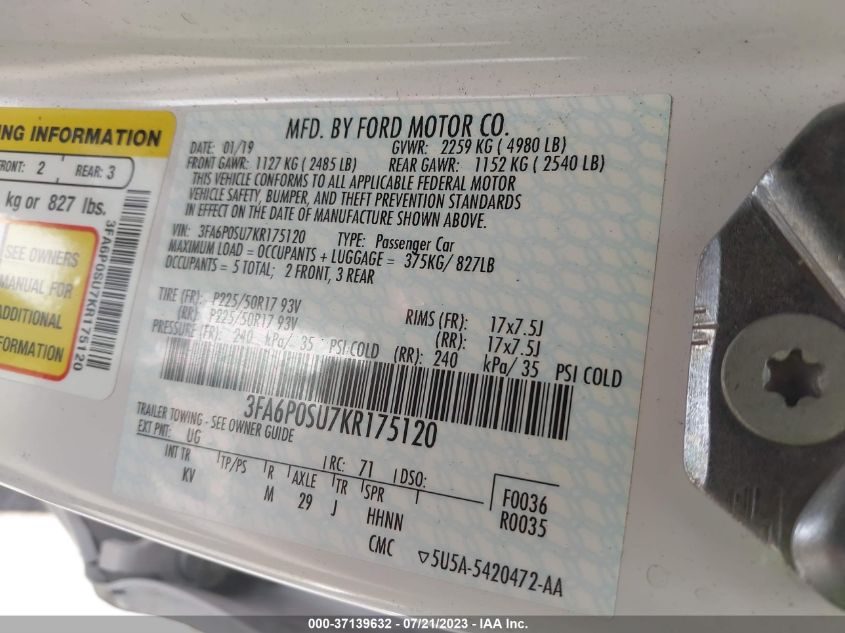 NG INFORMATION
FRONT: 2 REAR: 3
kg or 827 lbs.
SEE OWNERS
MANUAL FOR
ADDITIONAL
INFORMATION
3FA6P0SU7KR175120
MFD. BY FORD MOTOR CO.
DATE: 01/19 GVWR: 2259 KG ( 4980 LB)
FRONT GAWR: 1127 KG ( 2485 LB) REAR GAWR: 1152 KG ( 2540 LB)
THIS VEHICLE CONFORMS TO ALL APPLICABLE FEDERAL MOTOR
VEHICLE SAFETY, BUMPER, AND THEFT PREVENTION STANDARDS
IN EFFECT ON THE DATE OF MANUFACTURE SHOWN ABOVE.
VIN: 3FA6P0SU7KR175120 TYPE: Passenger Car
MAXIMUM LOAD = OCCUPANTS + LUGGAGE = 375KG/ 827LB
OCCUPANTS = 5 TOTAL; 2 FRONT, 3 REAR
TIRE (FR): P225/50R17 93V RIMS (FR): 17x7.5J
(RR): P225/50R17 93V (RR): 17x7.5J
PRESSURE (FR): 240 kPa/ 35 PSI COLD (RR): 240 kPa/ 35 PSI COLD
3FA6P0SU7KR175120
TRAILER TOWING - SEE OWNER GUIDE
EXT PNT: UG RC: 71 DSO:
INT TR TP/PS R AXLE TR SPR F0036
KV M 29 J HHNN R0035
CMC ▽5U5A-5420472-AA
000-37139632 - 07/21/2023 - IAA Inc.